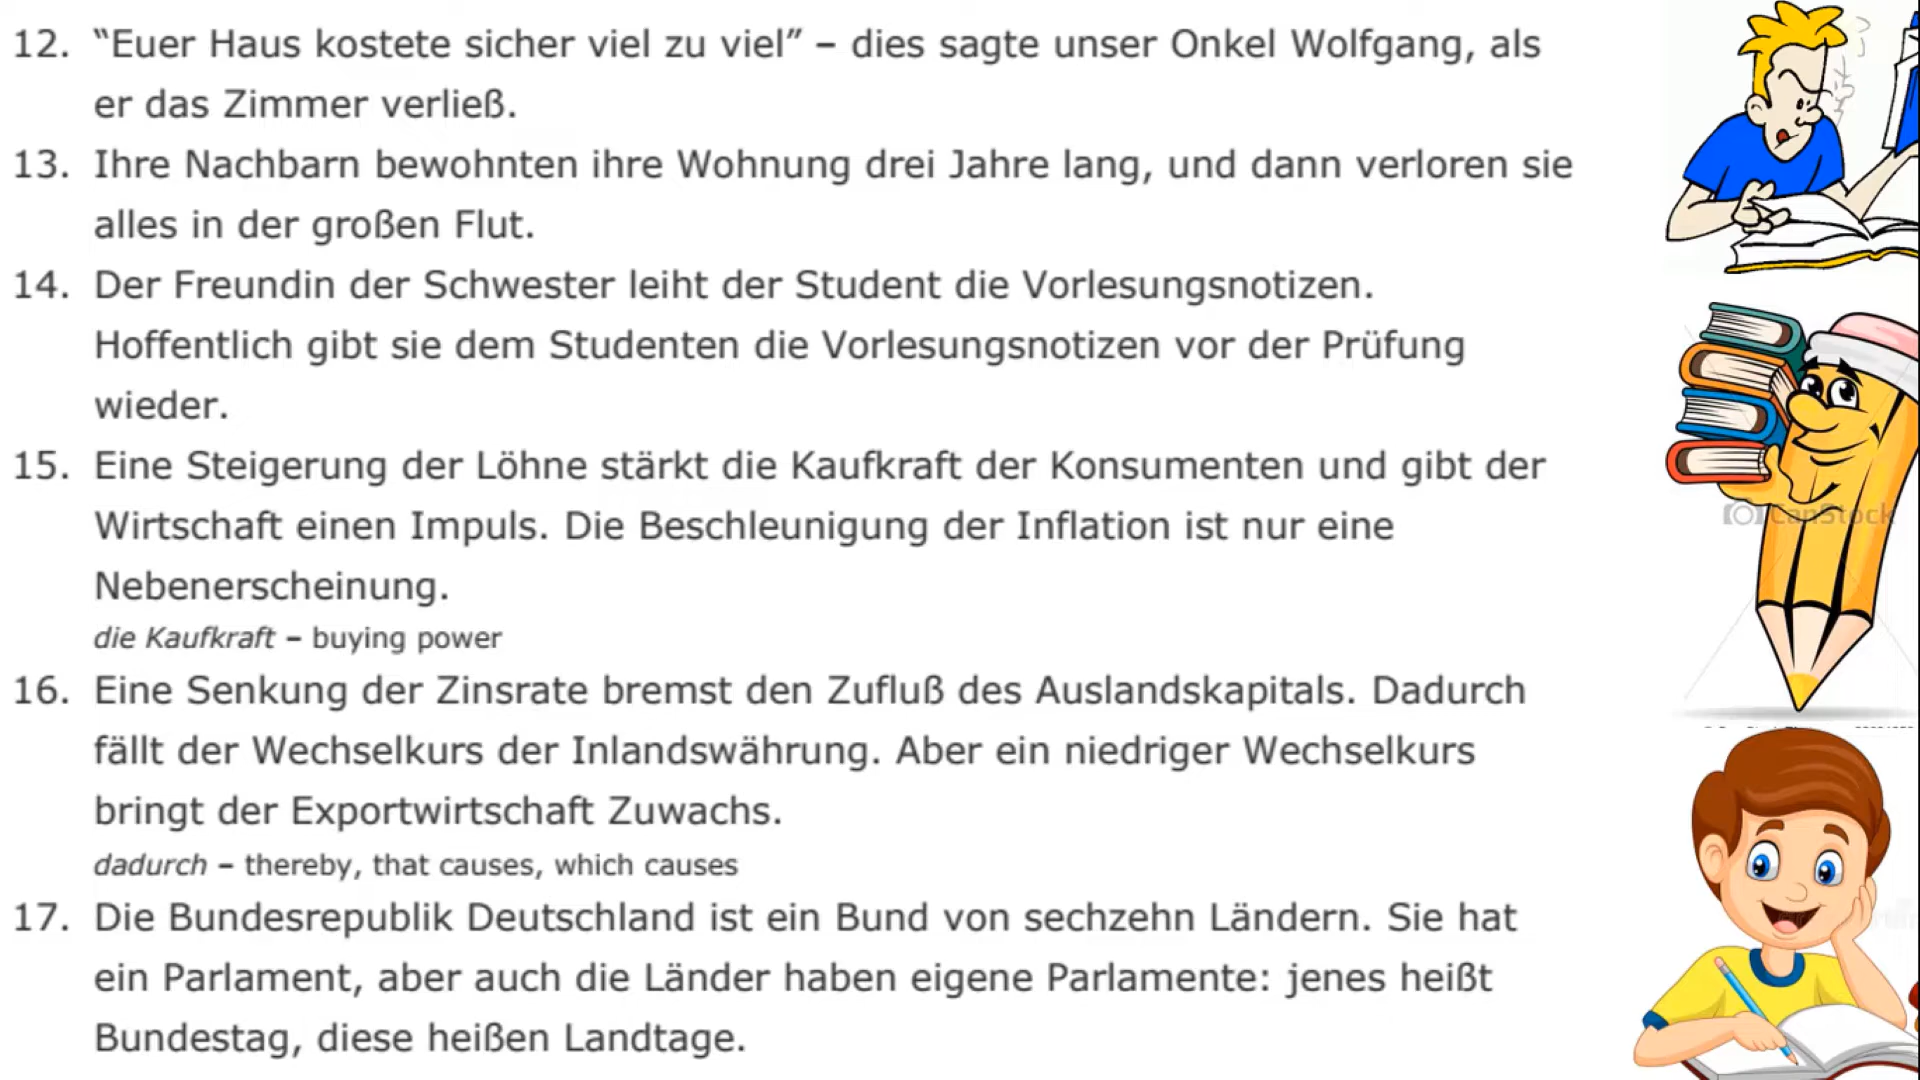 12. “Euer Haus kostete sicher viel zu viel” – dies sagte unser Onkel Wolfgang, als
er das Zimmer verließ.
13. Ihre Nachbarn bewohnten ihre Wohnung drei Jahre lang, und dann verloren sie
alles in der großen Flut.
14. Der Freundin der Schwester leiht der Student die Vorlesungsnotizen.
Hoffentlich gibt sie dem Studenten die Vorlesungsnotizen vor der Prüfung
wieder.
15. Eine Steigerung der Löhne stärkt die Kaufkraft der Konsumenten und gibt der
Wirtschaft einen Impuls. Die Beschleunigung der Inflation ist nur eine
Nebenerscheinung.
die Kaufkraft – buying power
16. Eine Senkung der Zinsrate bremst den Zufluß des Auslandskapitals. Dadurch
fällt der Wechselkurs der Inlandswährung. Aber ein niedriger Wechselkurs
bringt der Exportwirtschaft Zuwachs.
dadurch – thereby, that causes, which causes
17. Die Bundesrepublik Deutschland ist ein Bund von sechzehn Ländern. Sie hat
ein Parlament, aber auch die Länder haben eigene Parlamente: jenes heißt
Bundestag, diese heißen Landtage.
CanStock